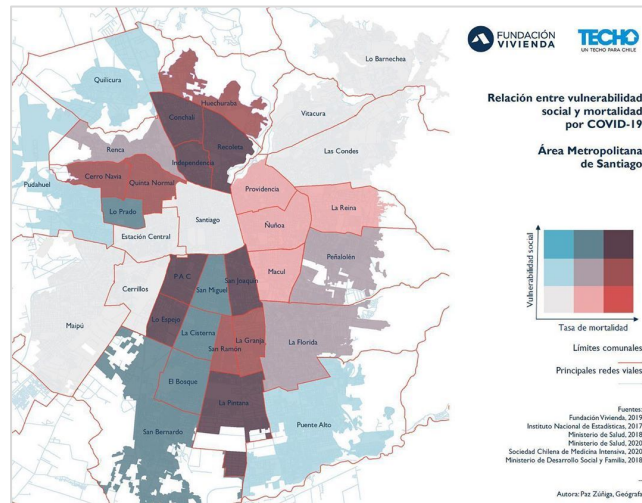 FUNDACIÓN
VIVIENDA
TECHO
UN TECHO PARA CHILE
Relación entre vulnerabilidad
social y mortalidad
por COVID-19
Área Metropolitana
de Santiago
Lo Barnechea
Quilicura
Huechuraba
Vitacura
Conchalí
Recoleta
Las Condes
Renca
Independencia
Cerro Navia
Quinta Normal
Providencia
Pudahuel
La Reina
Lo Prado
Santiago
Ñuñoa
Estación Central
Peñalolén
Macul
P.A.C.
San Joaquín
Cerrillos
San Miguel
Maipú
Lo Espejo
La Cisterna
La Granja
San Ramón
La Florida
El Bosque
La Pintana
San Bernardo
Puente Alto
Vulnerabilidad social
Tasa de mortalidad
Límites comunales
Principales redes viales
Fuentes:
Fundación Vivienda, 2019
Instituto Nacional de Estadísticas, 2017
Ministerio de Salud, 2018
Ministerio de Salud, 2020
Sociedad Chilena de Medicina Intensiva, 2020
Ministerio de Desarrollo Social y Familia, 2018
Autora: Paz Zúñiga, Geógrafa